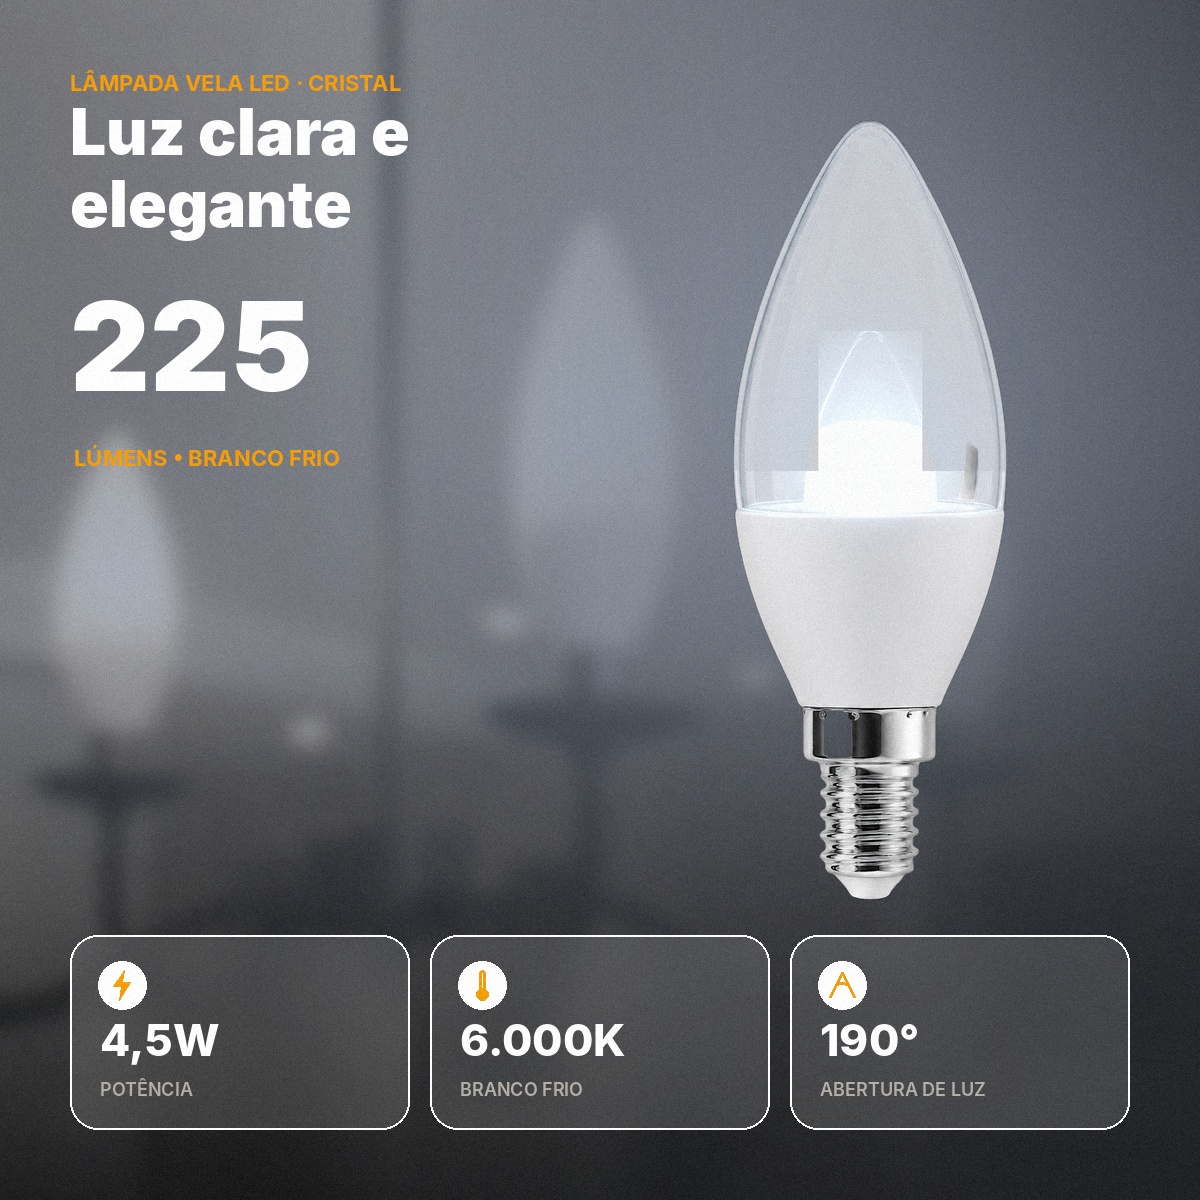 LÂMPADA VELA LED · CRISTAL
Luz clara e
elegante
225
LÚMENS • BRANCO FRIO
4,5W
POTÊNCIA
6.000K
BRANCO FRIO
190°
ABERTURA DE LUZ